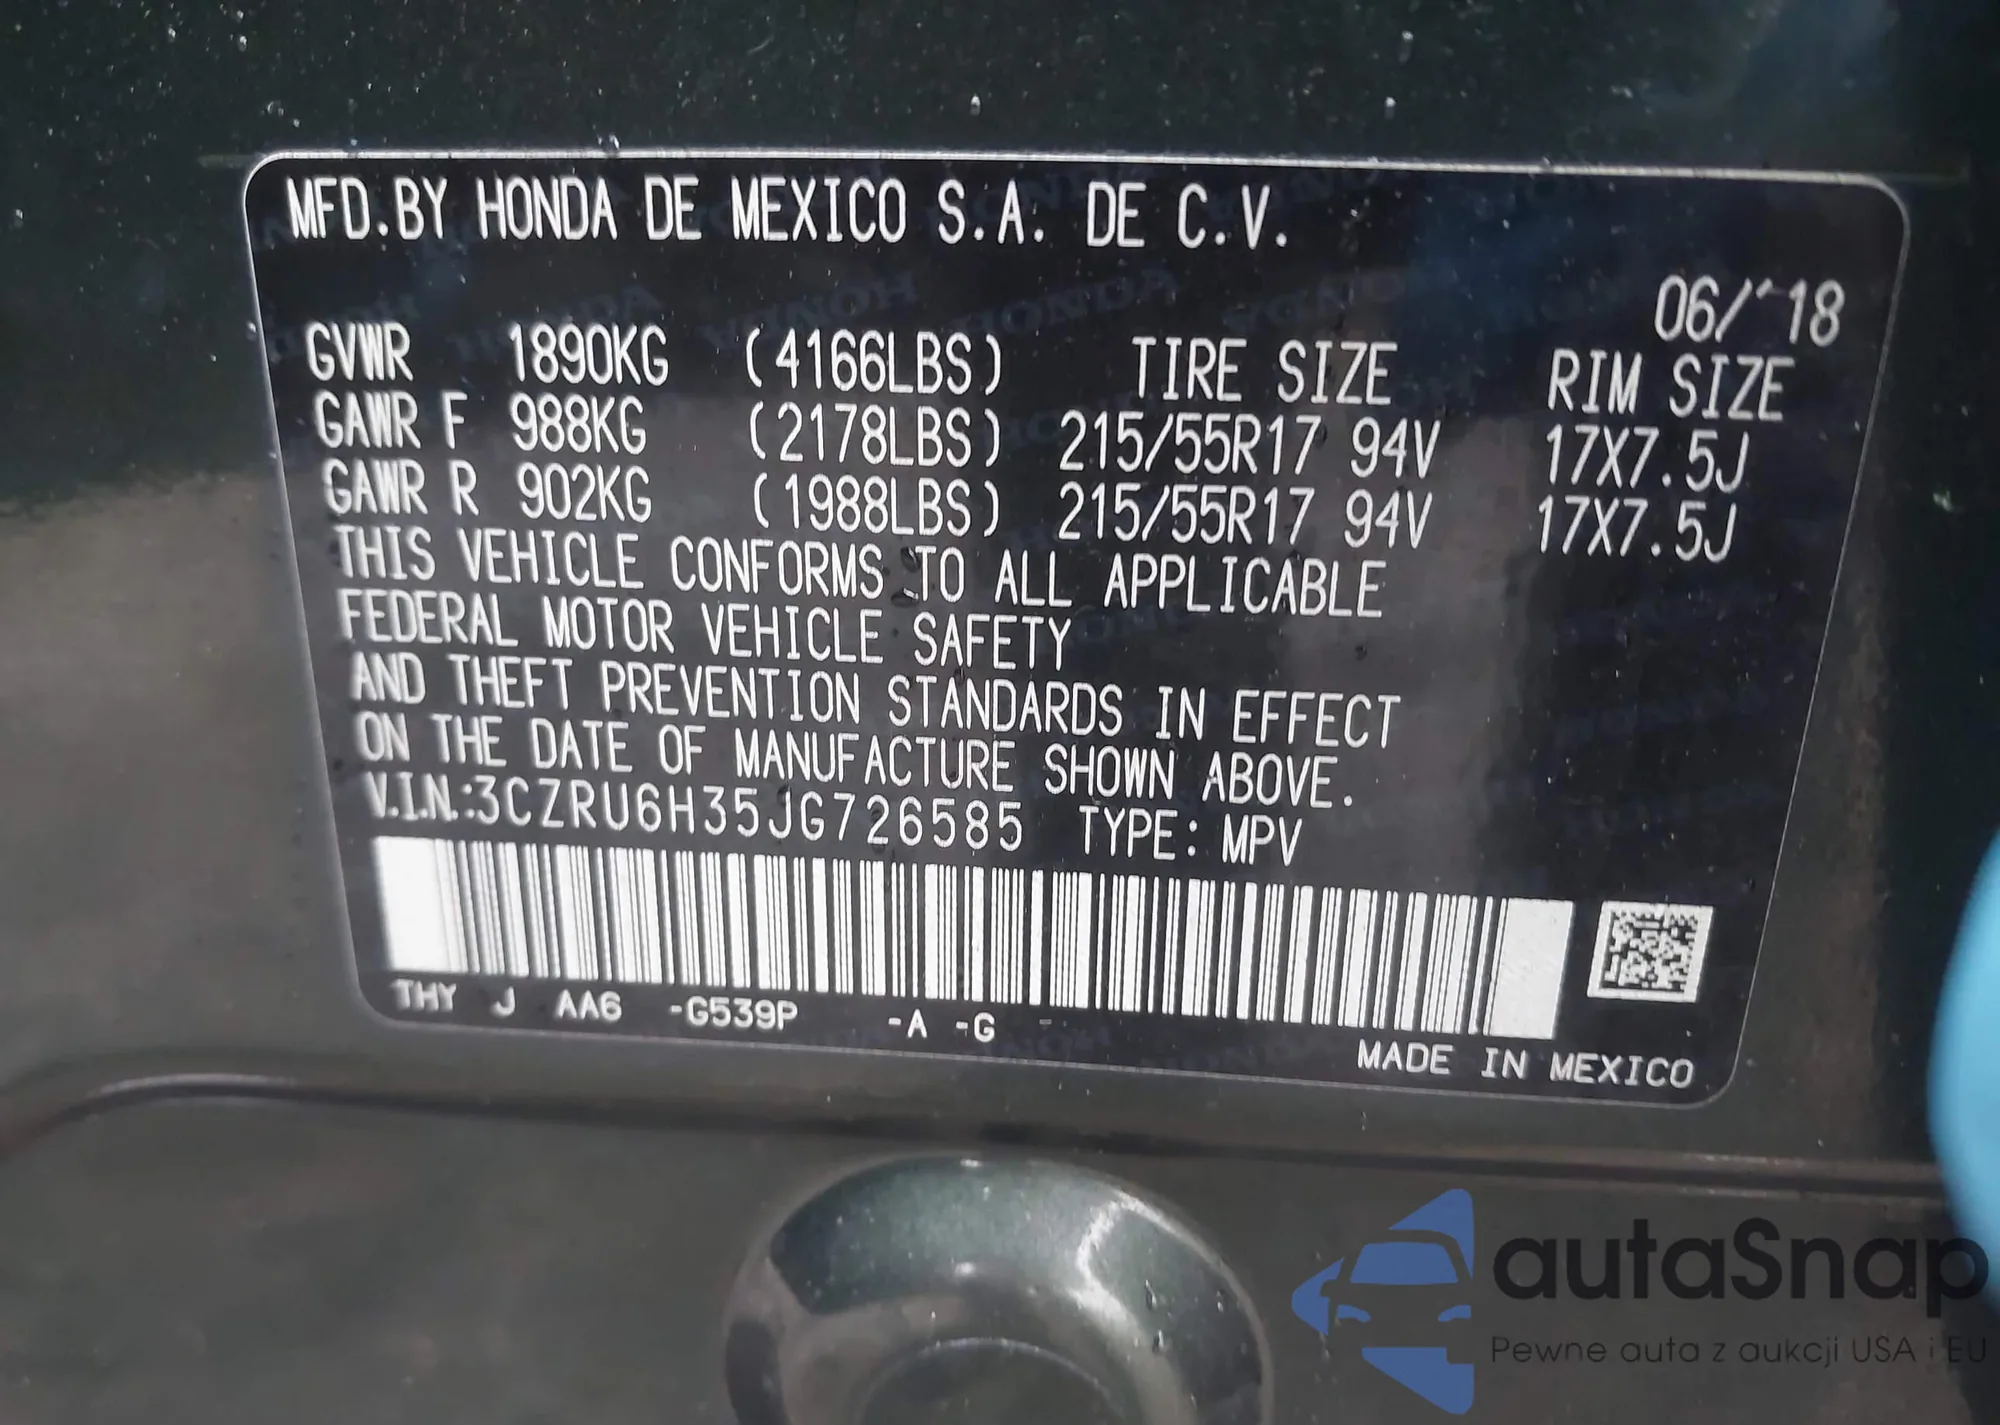 MFD.BY HONDA DE MEXICO S.A. DE C.V.
06/'18
GVWR 1890KG (4166LBS) TIRE SIZE RIM SIZE
GAWR F 988KG (2178LBS) 215/55R17 94V 17X7.5J
GAWR R 902KG (1988LBS) 215/55R17 94V 17X7.5J
THIS VEHICLE CONFORMS TO ALL APPLICABLE
FEDERAL MOTOR VEHICLE SAFETY
AND THEFT PREVENTION STANDARDS IN EFFECT
ON THE DATE OF MANUFACTURE SHOWN ABOVE.
V.I.N.:3CZRU6H35JG726585 TYPE: MPV
THY J AA6 -G539P -A -G -
MADE IN MEXICO
autaSnap
Pewne auta z aukcji USA i EU